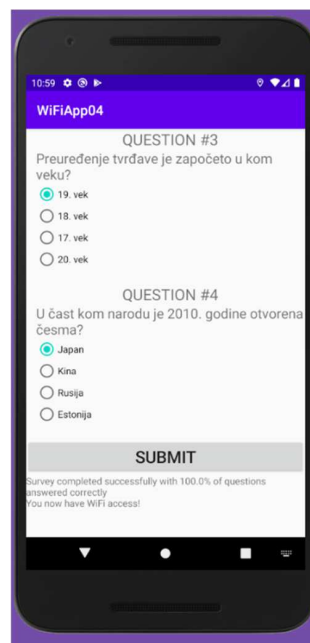 10:59
WiFiApp04
QUESTION #3
Preuređenje tvrđave je započeto u kom
veku?
19. vek
18. vek
17. vek
20. vek
QUESTION #4
U čast kom narodu je 2010. godine otvorena
česma?
Japan
Kina
Rusija
Estonija
SUBMIT
Survey completed successfully with 100.0% of questions
answered correctly
You now have WiFi access!